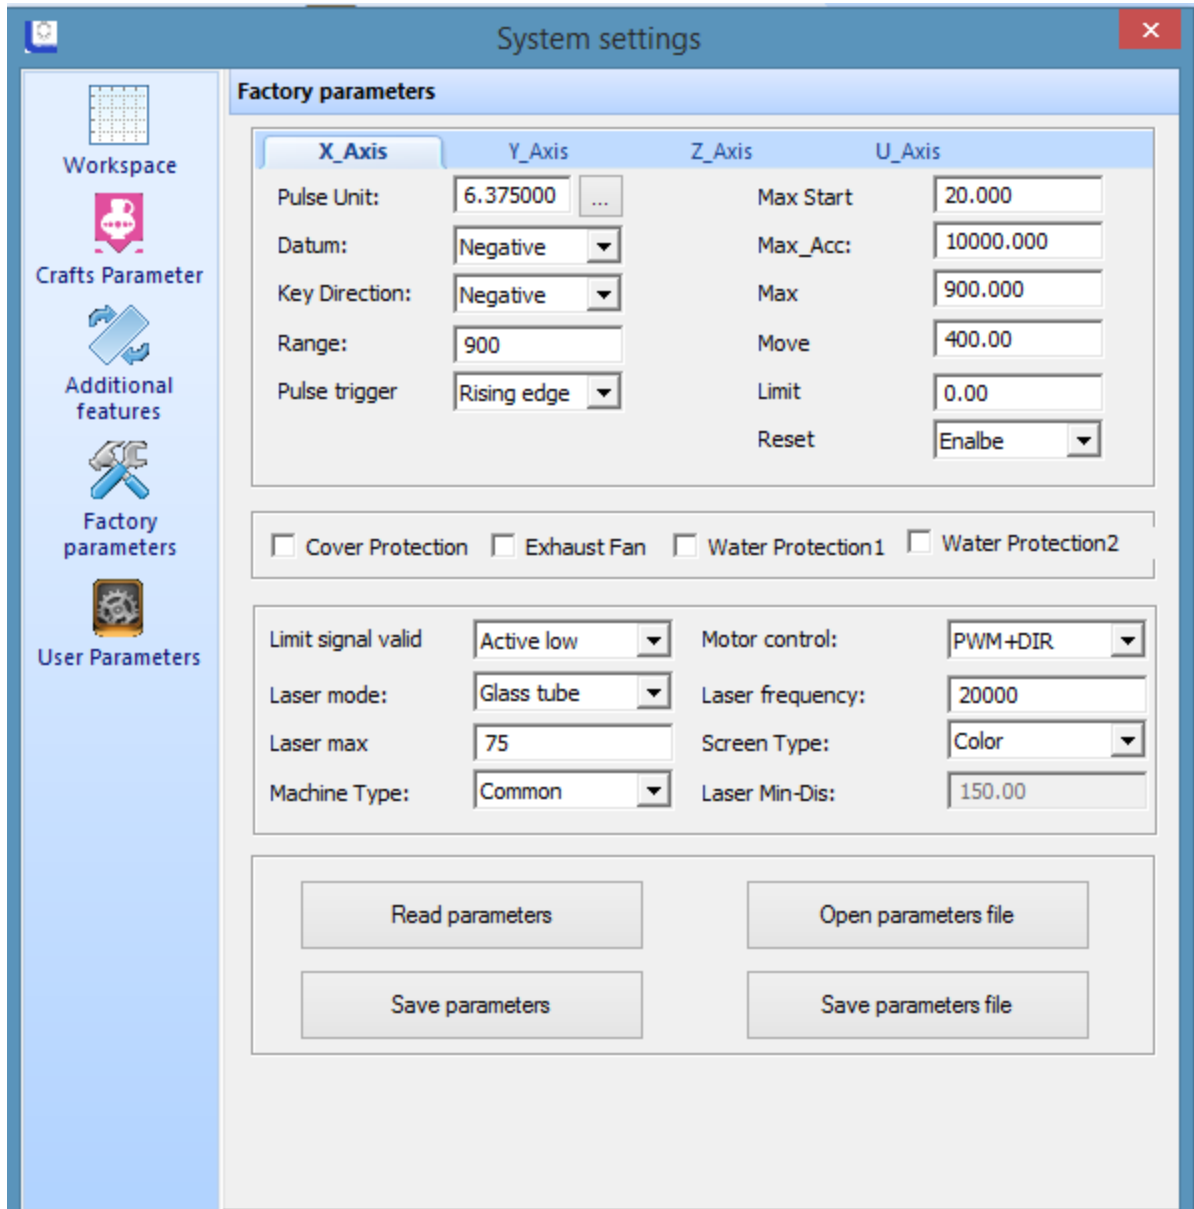 System settings
Workspace
Crafts Parameter
Additional
features
Factory
parameters
User Parameters
Factory parameters
X_Axis Y_Axis Z_Axis U_Axis
Pulse Unit: 6.375000 ... Max Start 20.000
Datum: Negative Max_Acc: 10000.000
Key Direction: Negative Max 900.000
Range: 900 Move 400.00
Pulse trigger Rising edge Limit 0.00
Reset Enalbe
Cover Protection Exhaust Fan Water Protection1 Water Protection2
Limit signal valid Active low Motor control: PWM+DIR
Laser mode: Glass tube Laser frequency: 20000
Laser max 75 Screen Type: Color
Machine Type: Common Laser Min-Dis: 150.00
Read parameters Open parameters file
Save parameters Save parameters file